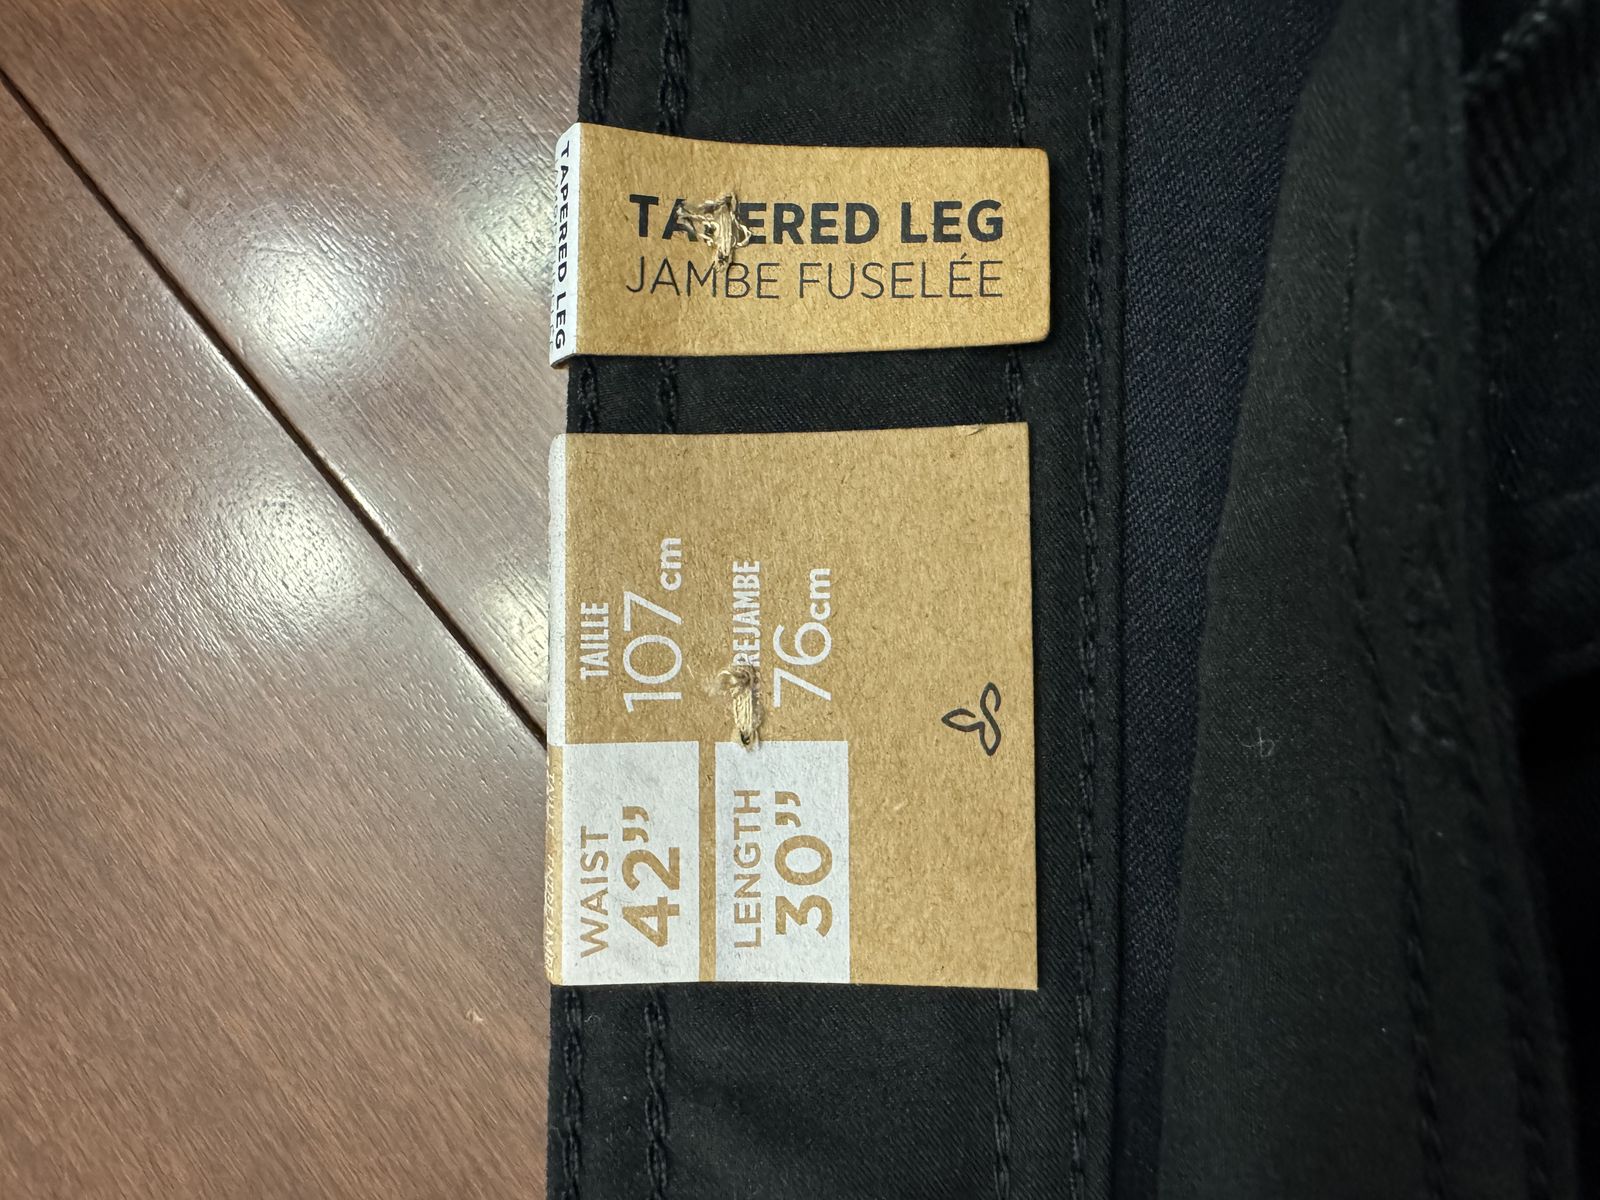 TAPERED LEG
TAPERED LEG
JAMBE FUSELÉE
WAIST
42”
TAILLE
107cm
LENGTH
30”
76cm